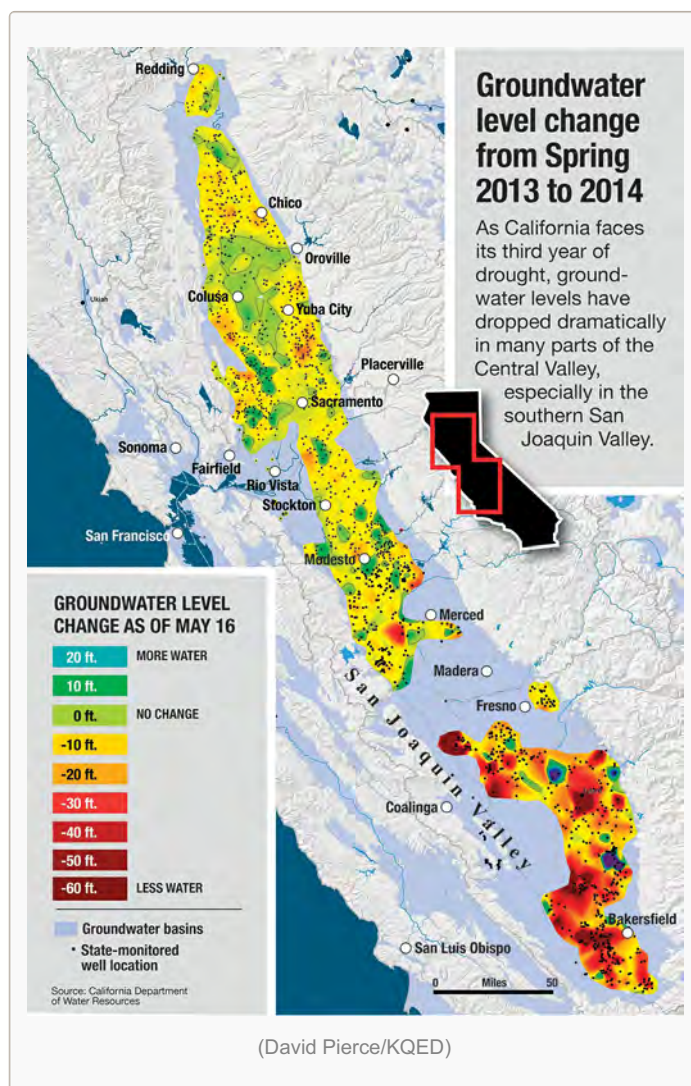 Groundwater
level change
from Spring
2013 to 2014
As California faces
its third year of
drought, ground-
water levels have
dropped dramatically
in many parts of the
Central Valley,
especially in the
southern San
Joaquin Valley.
Redding
Chico
Oroville
Colusa
Yuba City
Ukiah
Placerville
Sacramento
Sonoma
Fairfield
Rio Vista
Stockton
San Francisco
Modesto
Merced
Madera
Fresno
San Joaquin Valley
Coalinga
Bakersfield
San Luis Obispo
0 Miles 50
GROUNDWATER LEVEL
CHANGE AS OF MAY 16
20 ft. MORE WATER
10 ft.
0 ft. NO CHANGE
-10 ft.
-20 ft.
-30 ft.
-40 ft.
-50 ft.
-60 ft. LESS WATER
Groundwater basins
• State-monitored
well location
Source: California Department
of Water Resources
(David Pierce/KQED)